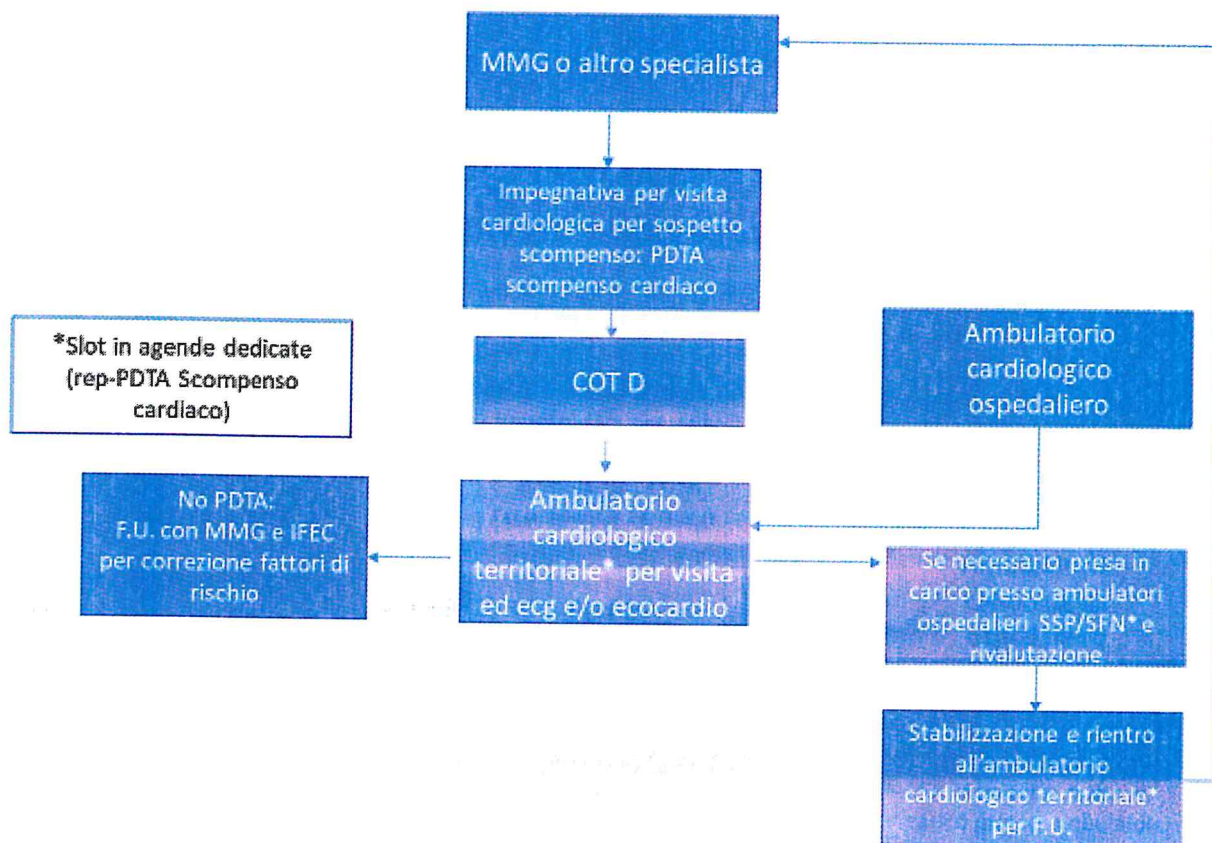 MMG o altro specialista
Impegnativa per visita
cardiologica per sospetto
scompenso: PDTA
scompenso cardiaco
*Slot in agende dedicate
(rep-PDTA Scompenso
cardiaco)
COT D
Ambulatorio
cardiologico
ospedaliero
No PDTA:
F.U. con MMG e IFEC
per correzione fattori di
rischio
Ambulatorio
cardiologico
territoriale* per visita
ed ecg e/o ecocardio
Se necessario presa in
carico presso ambulatori
ospedalieri SSP/SFN* e
rivalutazione
Stabilizzazione e rientro
all'ambulatorio
cardiologico territoriale*
per F.U.